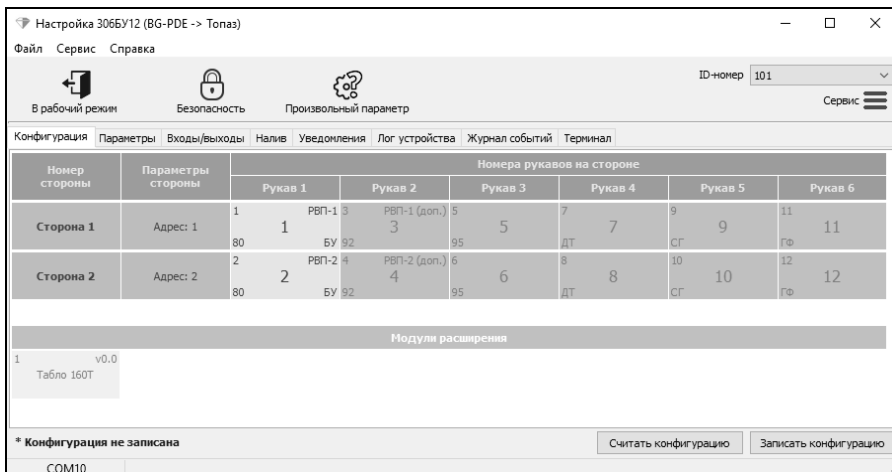 Настройка 306БУ12 (BG-PDE -> Топаз)
Файл Сервис Справка
В рабочий режим Безопасность Произвольный параметр ID-номер 101
Сервис
Конфигурация Параметры Входы/выходы Налив Уведомления Лог устройства Журнал событий Терминал
Номер стороны Параметры стороны Номера рукавов на стороне
Рукав 1 Рукав 2 Рукав 3 Рукав 4 Рукав 5 Рукав 6
1 РВП-1 3 РВП-1 (доп.) 5 7 9 11
Сторона 1 Адрес: 1 1 3 5 7 9 11
80 БУ 92 95 ДТ СГ ГФ
2 РВП-2 4 РВП-2 (доп.) 6 8 10 12
Сторона 2 Адрес: 2 2 4 6 8 10 12
80 БУ 92 95 ДТ СГ ГФ
Модули расширения
1 v0.0
Табло 160Т
* Конфигурация не записана Считать конфигурацию Записать конфигурацию
COM10